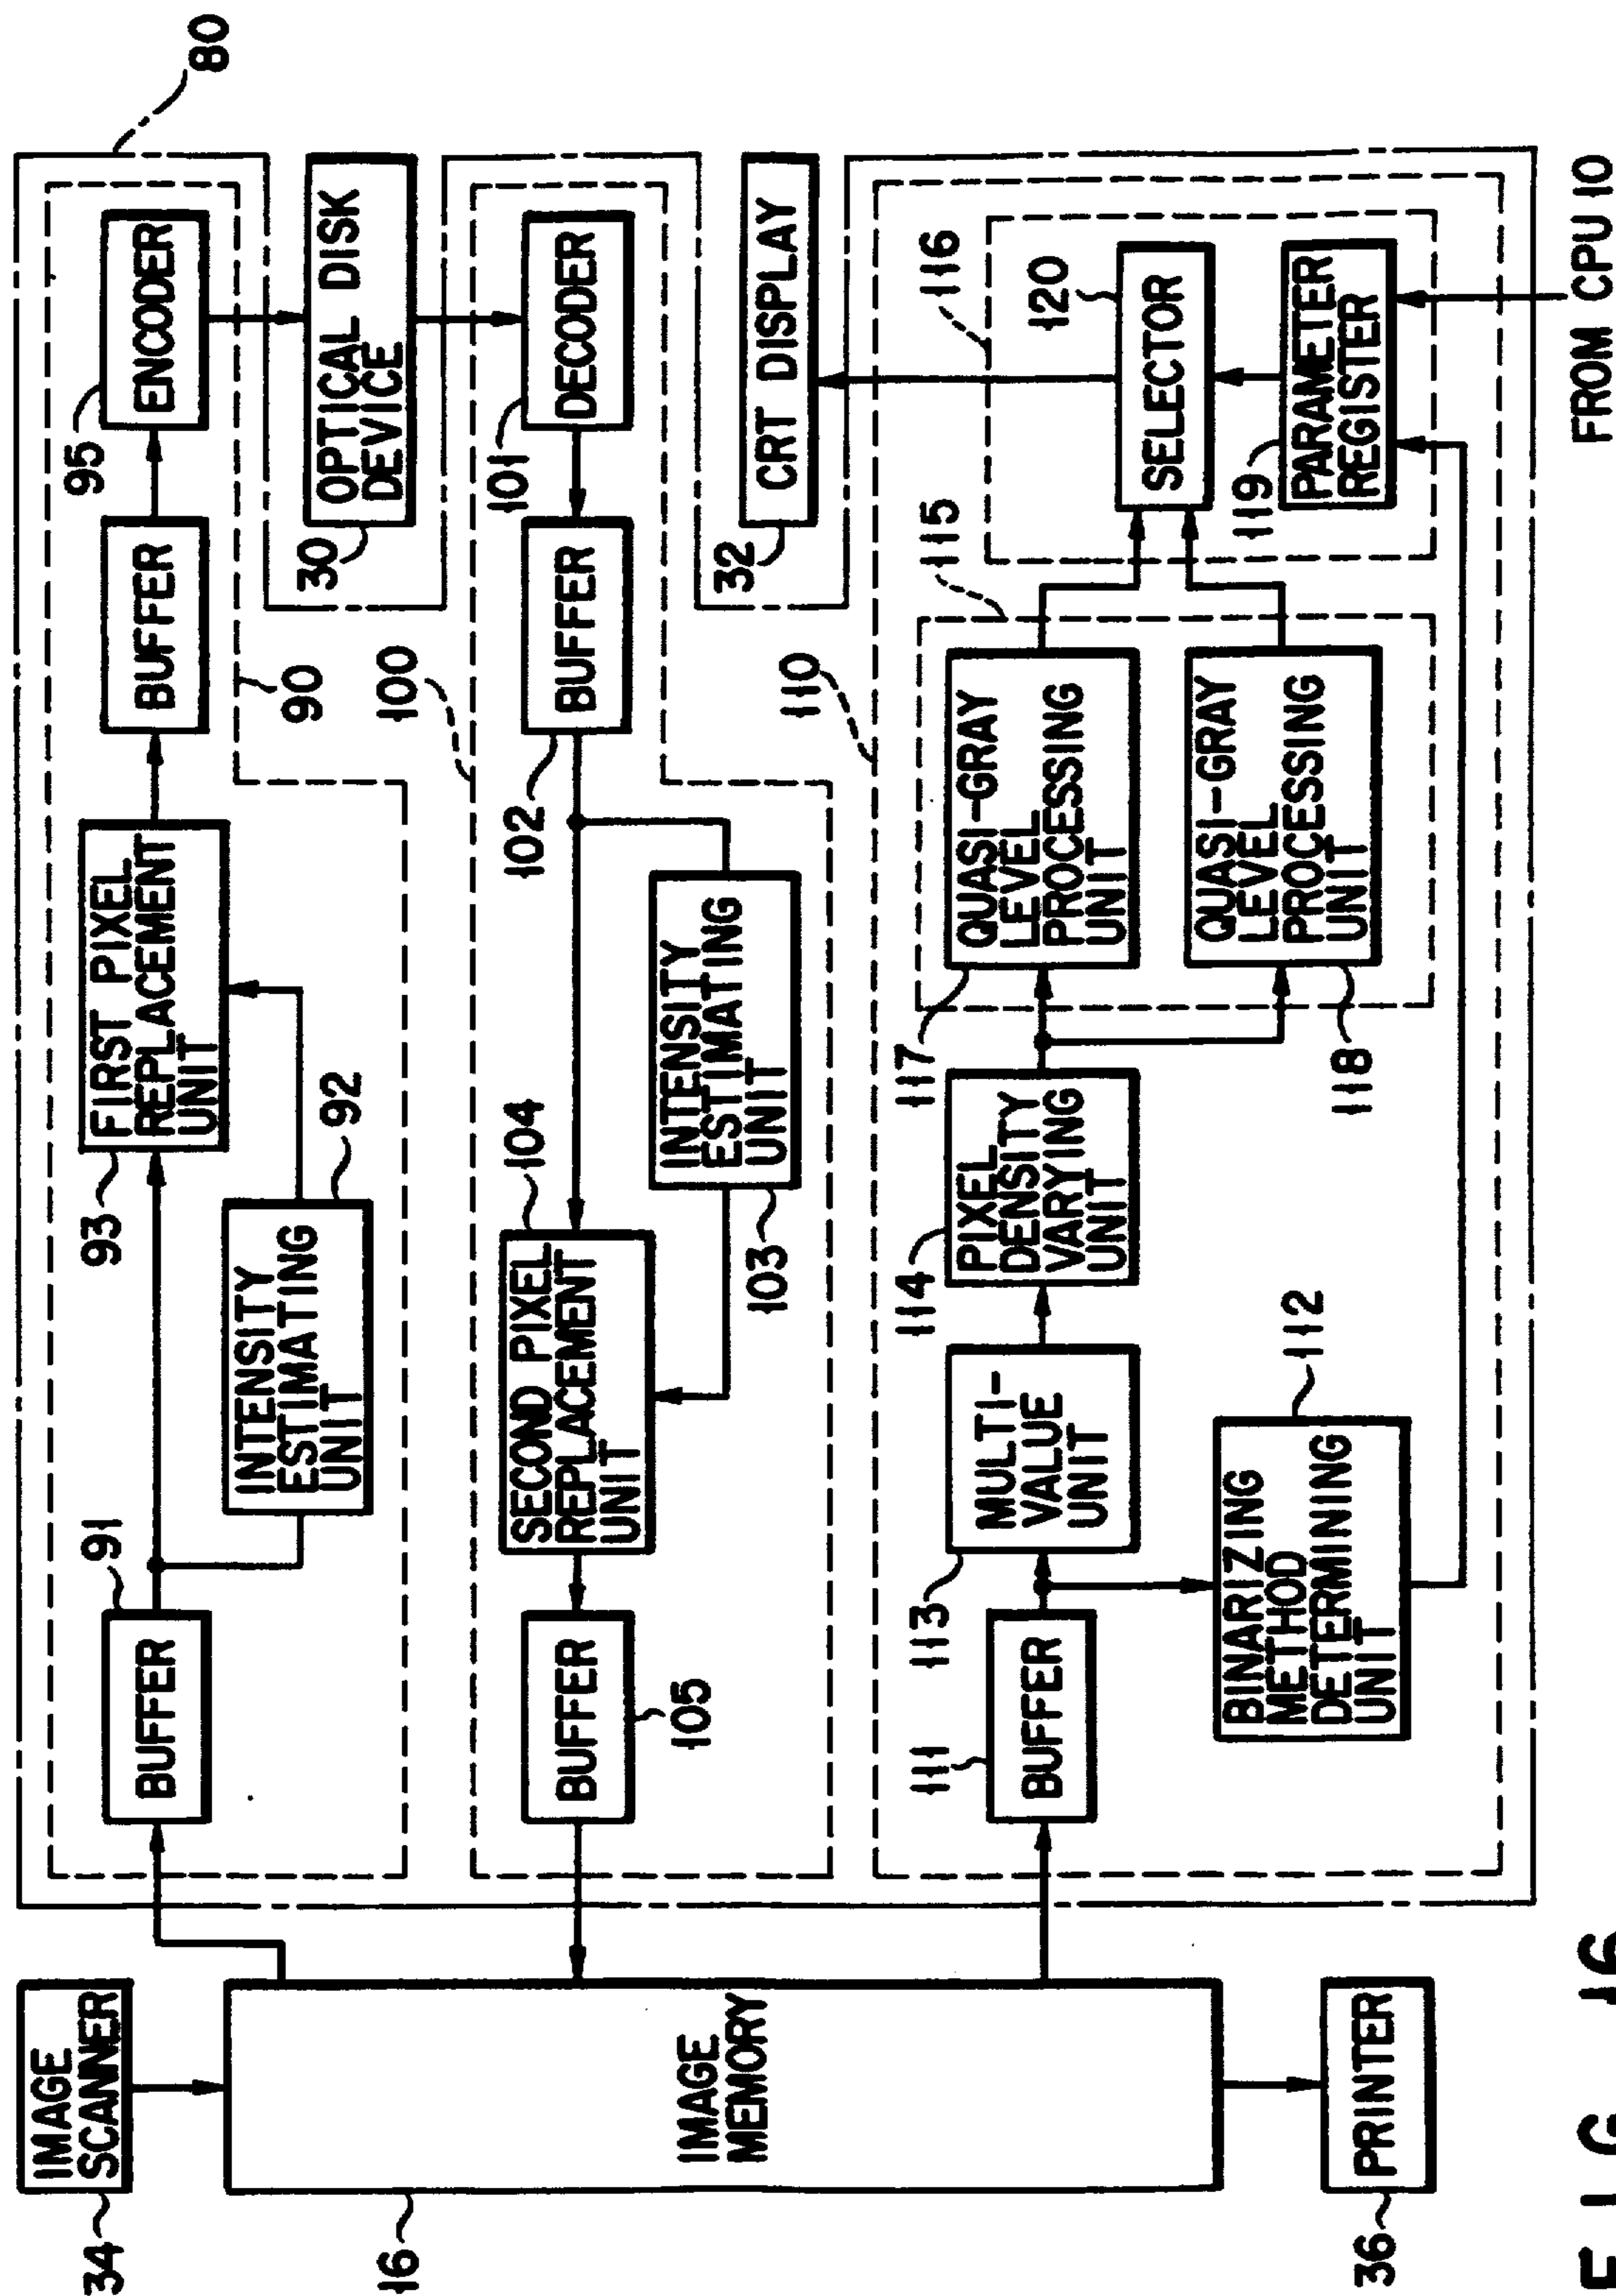 34
IMAGE
SCANNER
16
IMAGE
MEMORY
36
PRINTER
80
90
BUFFER
91
INTENSITY
ESTIMATING
UNIT
92
FIRST PIXEL
REPLACEMENT
UNIT
93
BUFFER
ENCODER
95
OPTICAL DISK
DEVICE
30
100
DECODER
101
BUFFER
102
INTENSITY
ESTIMATING
UNIT
103
SECOND PIXEL
REPLACEMENT
UNIT
104
BUFFER
105
CRT DISPLAY
32
110
BUFFER
111
BINARIZING
METHOD
DETERMINING
UNIT
112
MULTI-
VALUE
UNIT
113
PIXEL
DENSITY
VARYING
UNIT
114
115
QUASI-GRAY
LEVEL
PROCESSING
UNIT
117
QUASI-GRAY
LEVEL
PROCESSING
UNIT
118
116
SELECTOR
120
PARAMETER
REGISTER
119
FROM CPU 10
FIG. 16